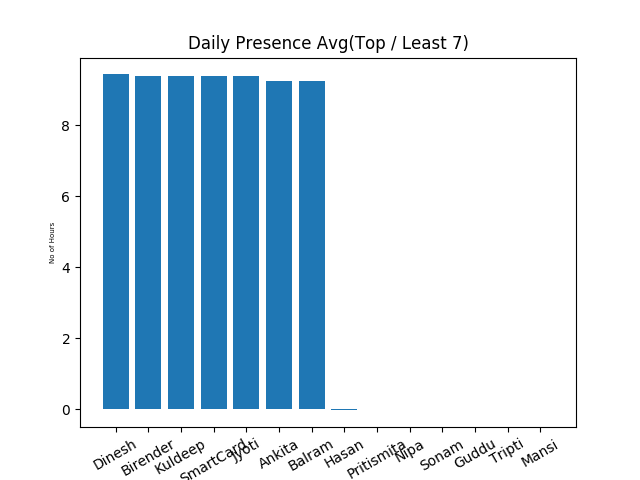 Daily Presence Avg(Top / Least 7)
No of Hours
8
6
4
2
0
Dinesh
Birender
Kuldeep
SmartCard
Jyoti
Ankita
Balram
Hasan
Pritismita
Nipa
Sonam
Guddu
Tripti
Mansi